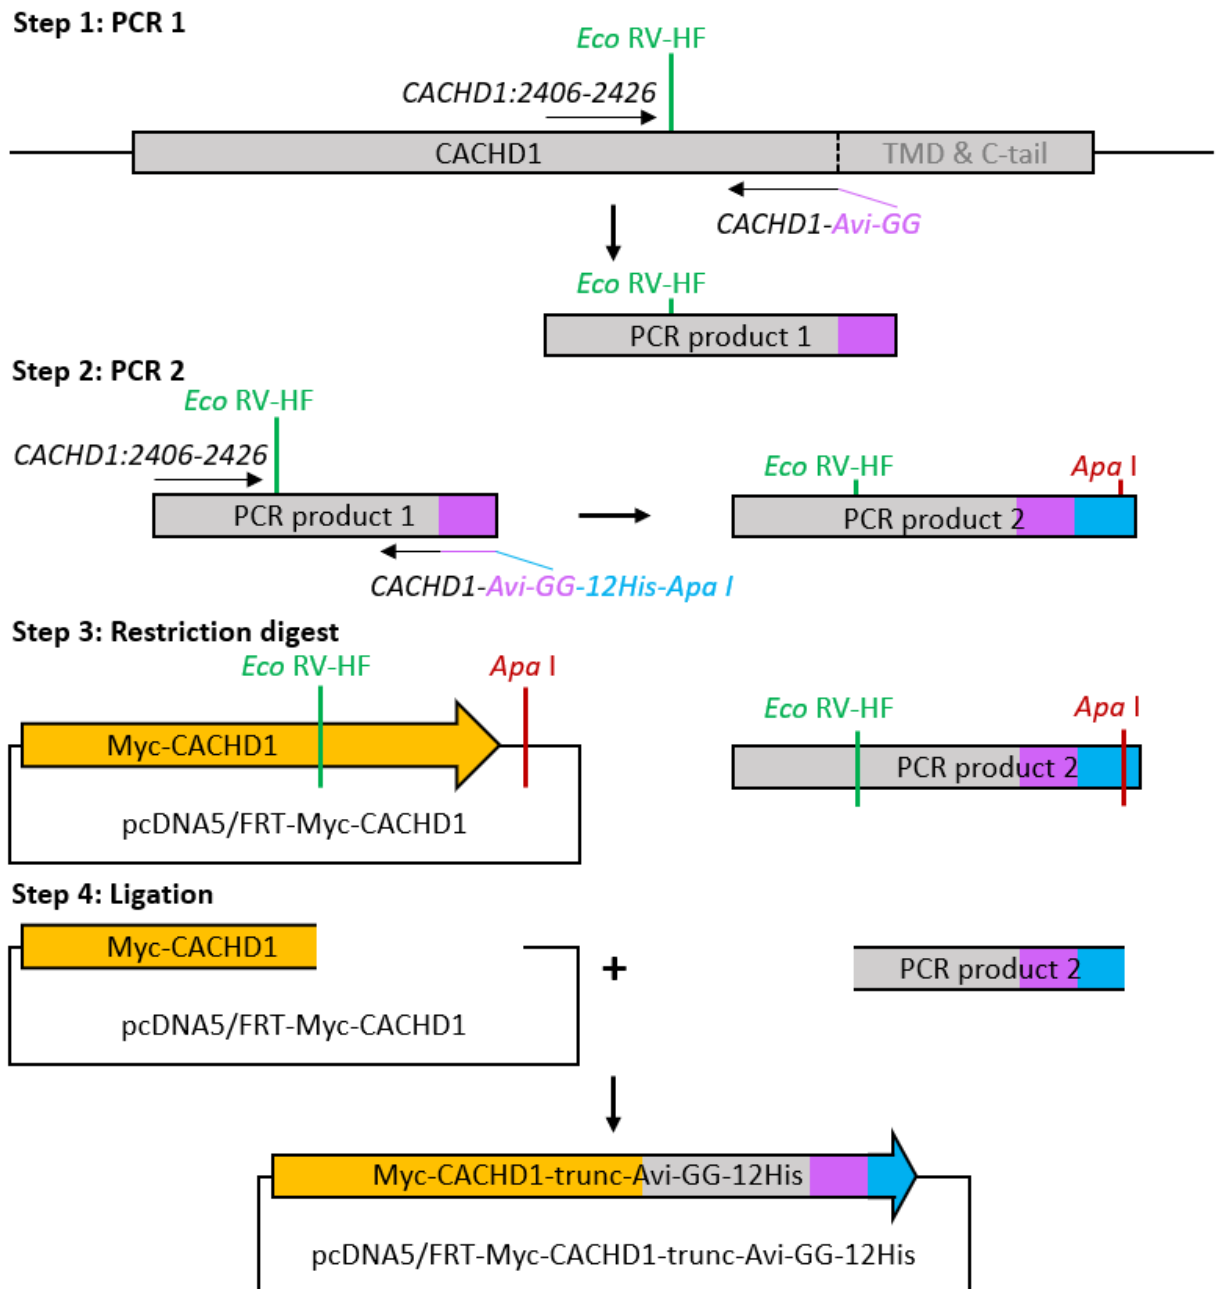 Step 1: PCR 1
Eco RV-HF
CACHD1:2406-2426
CACHD1
TMD & C-tail
CACHD1-Avi-GG
Eco RV-HF
PCR product 1
Step 2: PCR 2
Eco RV-HF
CACHD1:2406-2426
PCR product 1
CACHD1-Avi-GG-12His-Apa I
Eco RV-HF
Apa I
PCR product 2
Step 3: Restriction digest
Eco RV-HF
Apa I
Myc-CACHD1
pcDNA5/FRT-Myc-CACHD1
Eco RV-HF
Apa I
PCR product 2
Step 4: Ligation
Myc-CACHD1
pcDNA5/FRT-Myc-CACHD1
+
PCR product 2
Myc-CACHD1-trunc-Avi-GG-12His
pcDNA5/FRT-Myc-CACHD1-trunc-Avi-GG-12His